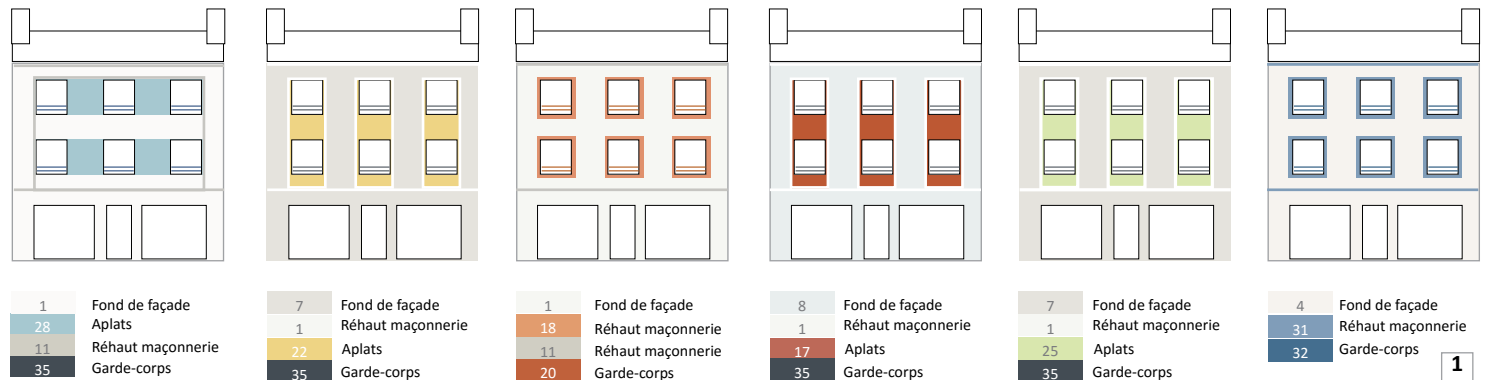 1 Fond de façade
28 Aplats
11 Réhaut maçonnerie
35 Garde-corps
7 Fond de façade
1 Réhaut maçonnerie
22 Aplats
35 Garde-corps
1 Fond de façade
18 Réhaut maçonnerie
11 Réhaut maçonnerie
20 Garde-corps
8 Fond de façade
1 Réhaut maçonnerie
17 Aplats
35 Garde-corps
7 Fond de façade
1 Réhaut maçonnerie
25 Aplats
35 Garde-corps
4 Fond de façade
31 Réhaut maçonnerie
32 Garde-corps
1